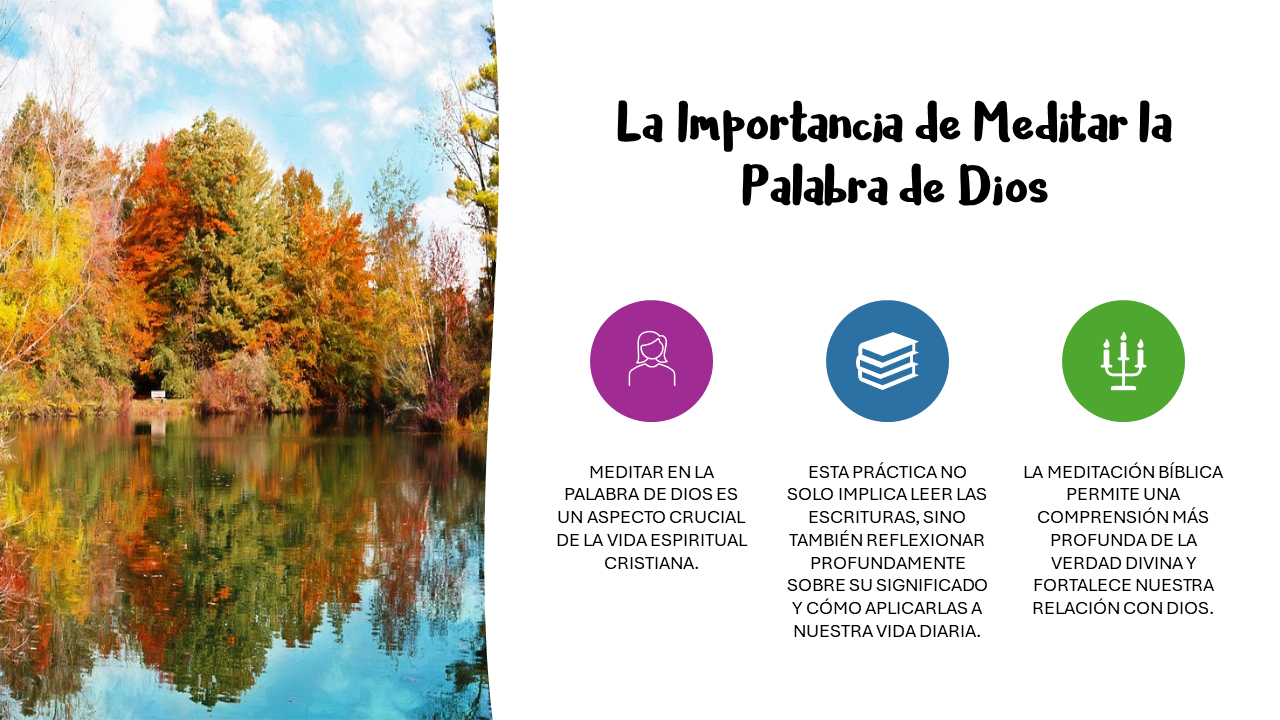 La Importancia de Meditar la
Palabra de Dios
MEDITAR EN LA
PALABRA DE DIOS ES
UN ASPECTO CRUCIAL
DE LA VIDA ESPIRITUAL
CRISTIANA.
ESTA PRÁCTICA NO
SOLO IMPLICA LEER LAS
ESCRITURAS, SINO
TAMBIÉN REFLEXIONAR
PROFUNDAMENTE
SOBRE SU SIGNIFICADO
Y CÓMO APLICARLAS A
NUESTRA VIDA DIARIA.
LA MEDITACIÓN BÍBLICA
PERMITE UNA
COMPRENSIÓN MÁS
PROFUNDA DE LA
VERDAD DIVINA Y
FORTALECE NUESTRA
RELACIÓN CON DIOS.